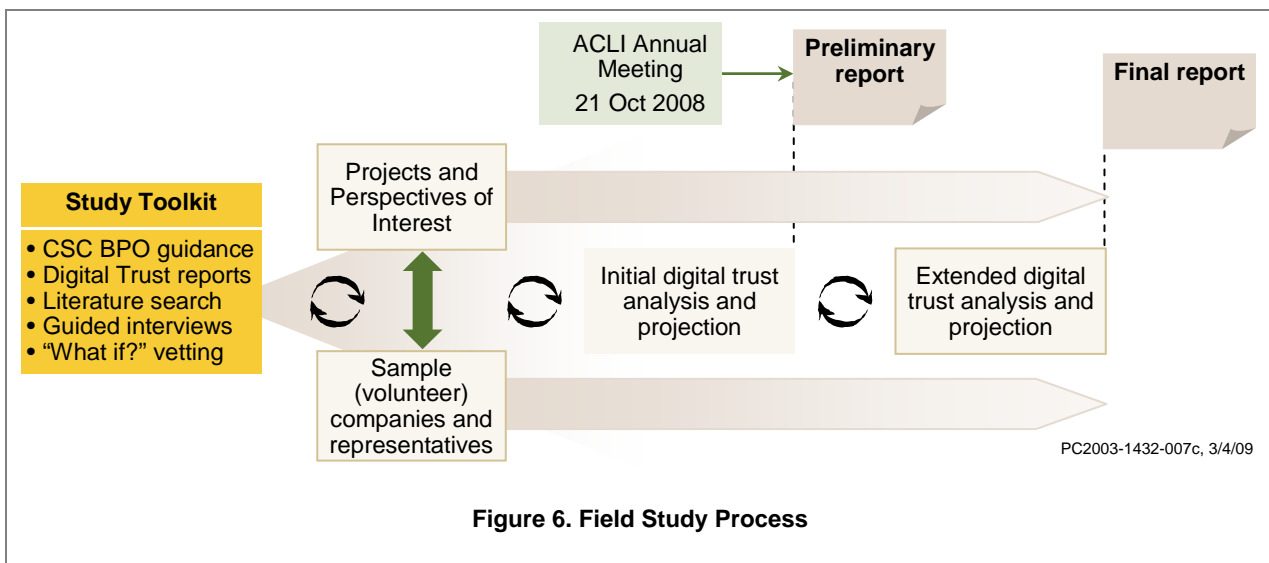 ACLI Annual
Meeting
21 Oct 2008
Preliminary
report
Final report
Study Toolkit
• CSC BPO guidance
• Digital Trust reports
• Literature search
• Guided interviews
• “What if?” vetting
Projects and
Perspectives of
Interest
Initial digital trust
analysis and
projection
Extended digital
trust analysis and
projection
Sample
(volunteer)
companies and
representatives
PC2003-1432-007c, 3/4/09
Figure 6. Field Study Process